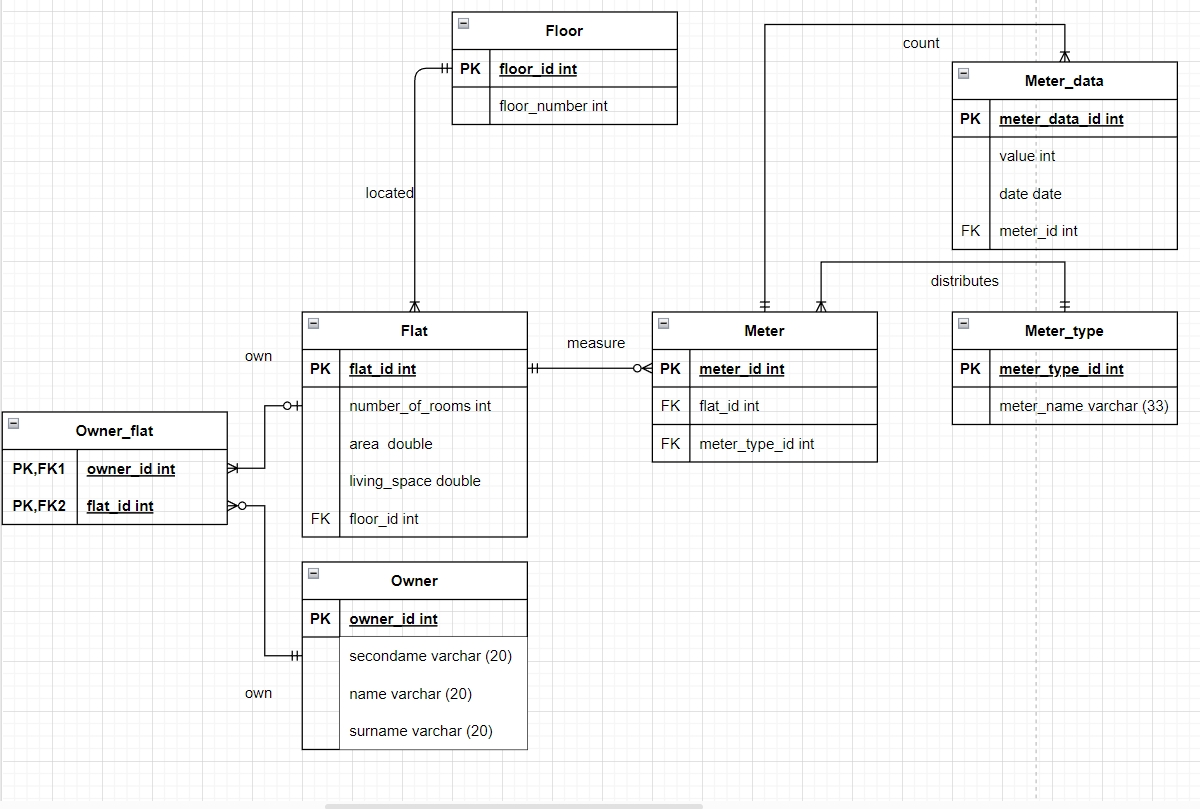 Floor
PK floor_id int
floor_number int
count
Meter_data
PK meter_data_id int
value int
date date
FK meter_id int
located
distributes
Flat
PK flat_id int
number_of_rooms int
area double
living_space double
FK floor_id int
measure
Meter
PK meter_id int
FK flat_id int
FK meter_type_id int
Meter_type
PK meter_type_id int
meter_name varchar (33)
own
Owner_flat
PK,FK1 owner_id int
PK,FK2 flat_id int
Owner
PK owner_id int
secondame varchar (20)
name varchar (20)
surname varchar (20)
own